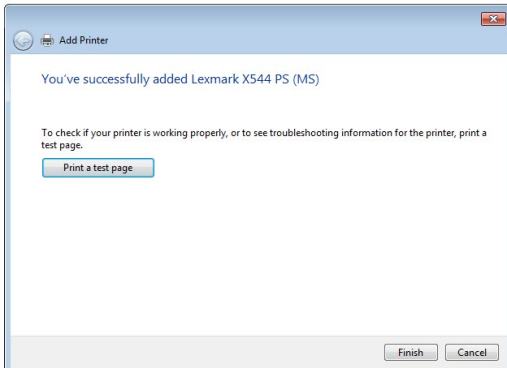 Add Printer
You've successfully added Lexmark X544 PS (MS)
To check if your printer is working properly, or to see troubleshooting information for the printer, print a
test page.
Print a test page
Finish Cancel